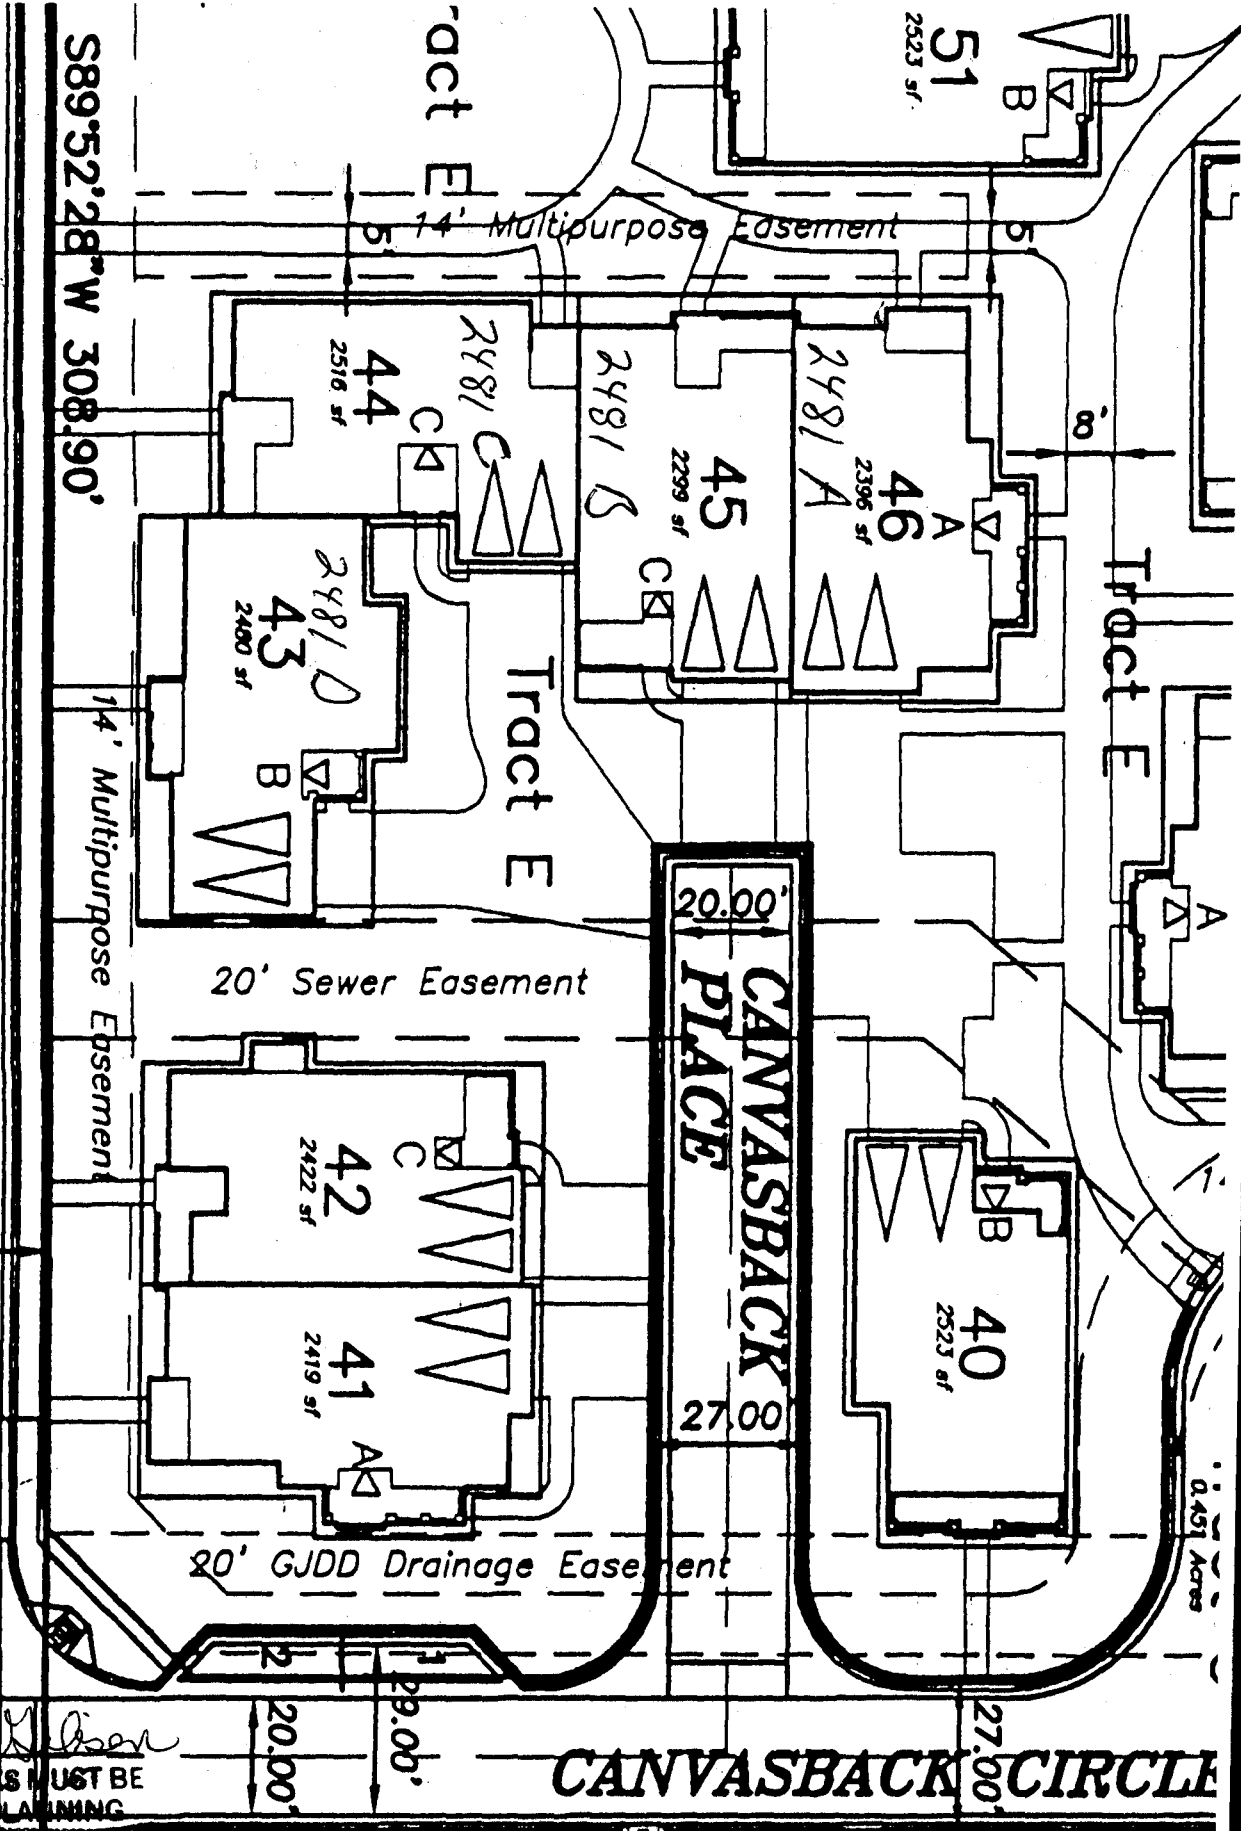 Tract E
S89°52'28"W 308.90'
51
2523 sf
B
14' Multipurpose Easement
5'
5'
44
2516 sf
C
2481 C
45
2299 sf
C
2481 B
46
2396 sf
A
2481 A
8'
Tract E
43
2480 sf
B
2481 D
Tract E
14' Multipurpose Easement
A
20.00'
CANVASBACK
PLACE
20' Sewer Easement
42
2422 sf
C
41
2419 sf
A
40
2523 sf
B
27.00
0.451 Acres
20' GJDD Drainage Easement
2
1
29.00'
20.00'
27.00'
CANVASBACK CIRCLE
MUST BE
PLANNING